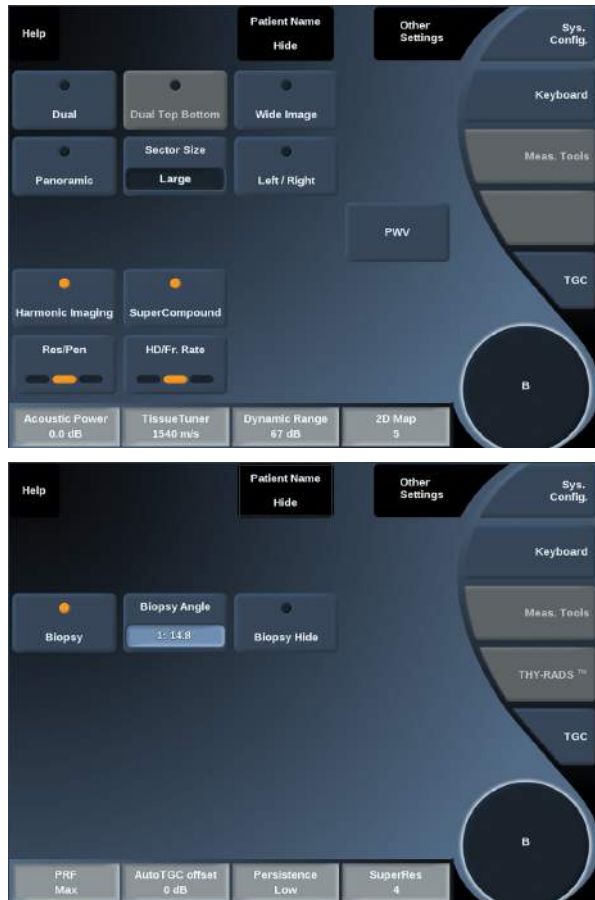 Help
Patient Name
Hide
Other
Settings
Sys.
Config.
Keyboard
Dual
Dual Top Bottom
Wide Image
Meas. Tools
Panoramic
Sector Size
Large
Left / Right
PWV
TGC
Harmonic Imaging
SuperCompound
Res/Pen
HD/Fr. Rate
B
Acoustic Power
0.0 dB
TissueTuner
1540 m/s
Dynamic Range
67 dB
2D Map
5
Help
Patient Name
Hide
Other
Settings
Sys.
Config.
Keyboard
Biopsy
Biopsy Angle
1: 14.8°
Biopsy Hide
Meas. Tools
THY-RADS ™
TGC
B
PRF
Max
AutoTGC offset
0 dB
Persistence
Low
SuperRes
4